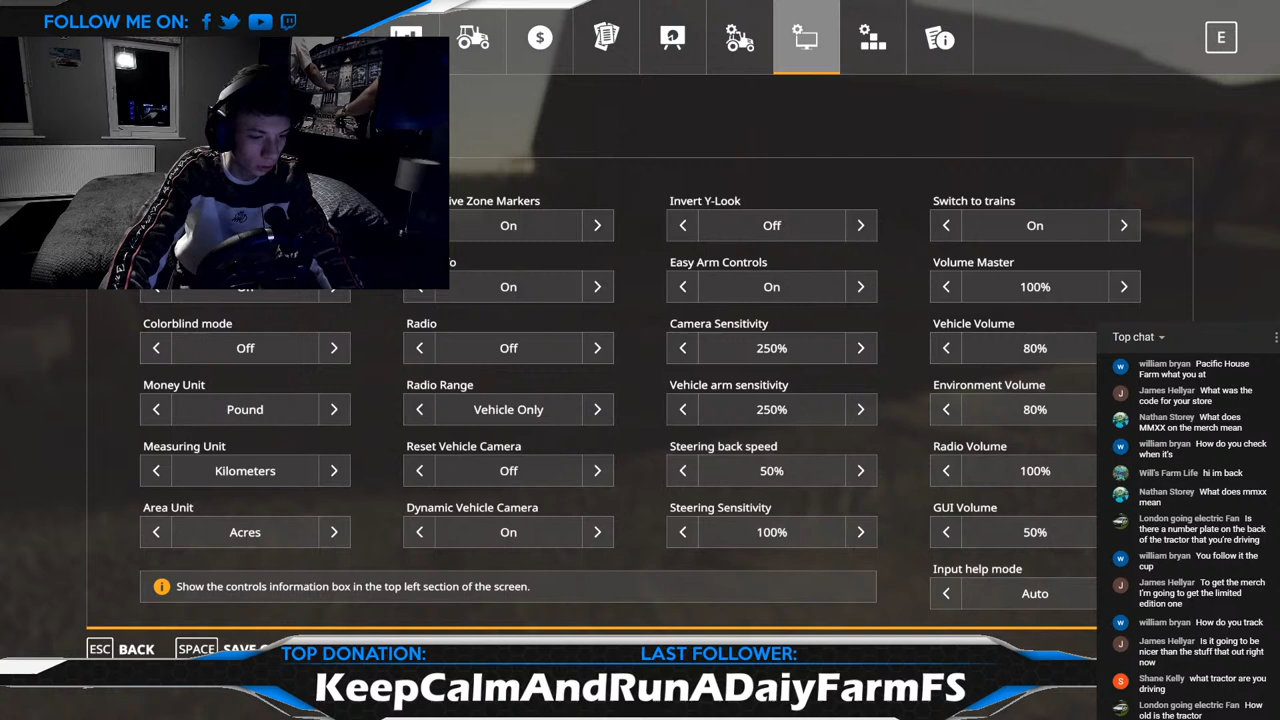 FOLLOW ME ON:
E
ive Zone Markers
On
Invert Y-Look
Off
Switch to trains
On
On
Easy Arm Controls
On
Volume Master
100%
Colorblind mode
Off
Radio
Off
Camera Sensitivity
250%
Vehicle Volume
80%
Money Unit
Pound
Radio Range
Vehicle Only
Vehicle arm sensitivity
250%
Environment Volume
80%
Measuring Unit
Kilometers
Reset Vehicle Camera
Off
Steering back speed
50%
Radio Volume
100%
Area Unit
Acres
Dynamic Vehicle Camera
On
Steering Sensitivity
100%
GUI Volume
50%
Show the controls information box in the top left section of the screen.
Input help mode
Auto
ESC BACK
SPACE SAVE
Top chat
william bryan Pacific House
Farm what you at
James Hellyar What was the
code for your store
Nathan Storey What does
MMXX on the merch mean
william bryan How do you check
when it's
Will's Farm Life hi im back
Nathan Storey What does mmxx
mean
London going electric Fan Is
there a number plate on the back
of the tractor that you're driving
william bryan You follow it the
cup
James Hellyar To get the merch
I'm going to get the limited
edition one
william bryan How do you track
James Hellyar Is it going to be
nicer than the stuff that out right
now
Shane Kelly what tractor are you
driving
London going electric Fan How
old is the tractor
TOP DONATION:
LAST FOLLOWER:
KeepCalmAndRunADaiyFarmFS